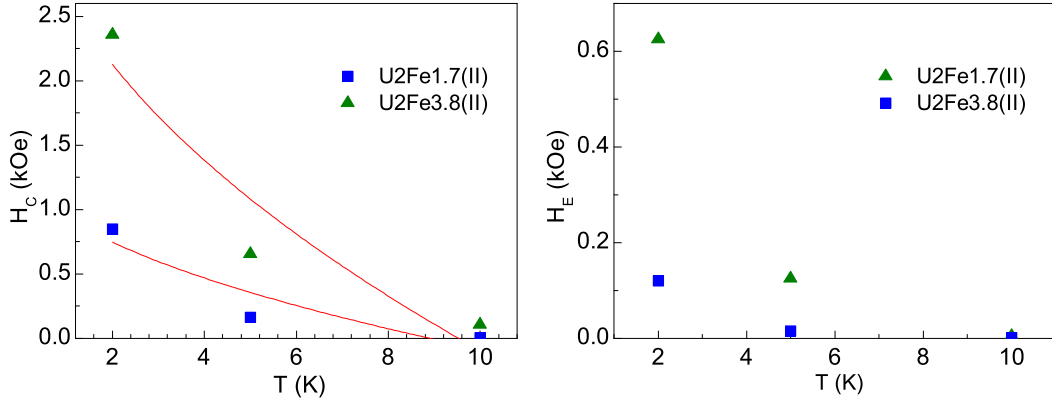 2.5
2.0
1.5
1.0
0.5
0.0
H_C (kOe)
U2Fe1.7(II)
U2Fe3.8(II)
2 4 6 8 10
T (K)
0.6
0.4
0.2
0.0
H_E (kOe)
U2Fe1.7(II)
U2Fe3.8(II)
2 4 6 8 10
T (K)